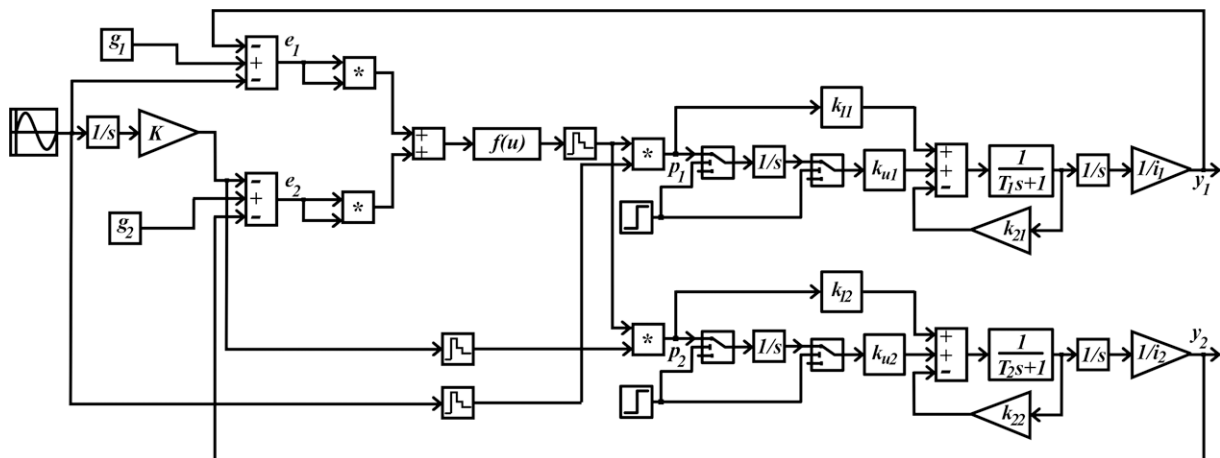 g1
e1
*
1/s
K
f(u)
*
p1
k11
1/s
ku1
1
T1s+1
1/s
1/i1
y1
k21
g2
e2
*
*
p2
k12
1/s
ku2
1
T2s+1
1/s
1/i2
y2
k22